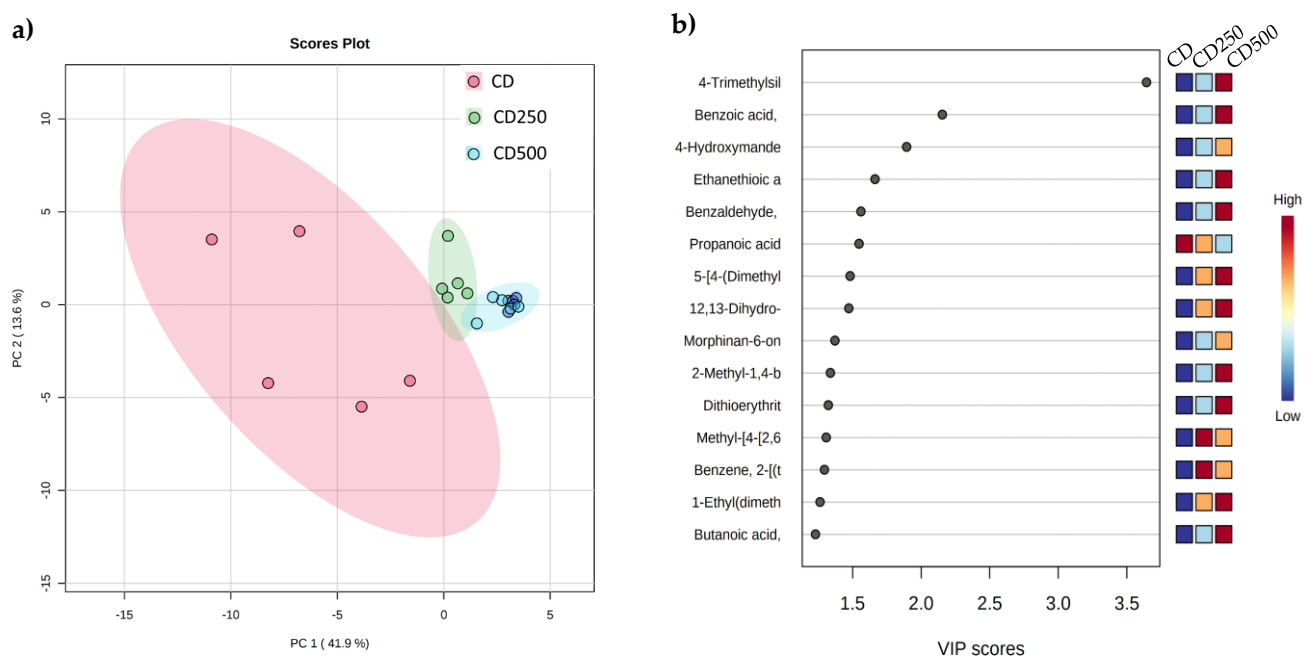 a)
Scores Plot
CD
CD250
CD500
10
5
0
-5
-10
-15
PC 2 ( 13.6 %)
-15
-10
-5
0
5
PC 1 ( 41.9 %)
b)
CD
CD250
CD500
4-Trimethylsil
Benzoic acid,
4-Hydroxymande
Ethanethioic a
Benzaldehyde,
Propanoic acid
5-[4-(Dimethyl
12,13-Dihydro-
Morphinan-6-on
2-Methyl-1,4-b
Dithioerythrit
Methyl-[4-[2,6
Benzene, 2-[(t
1-Ethyl(dimeth
Butanoic acid,
1.5
2.0
2.5
3.0
3.5
VIP scores
High
Low